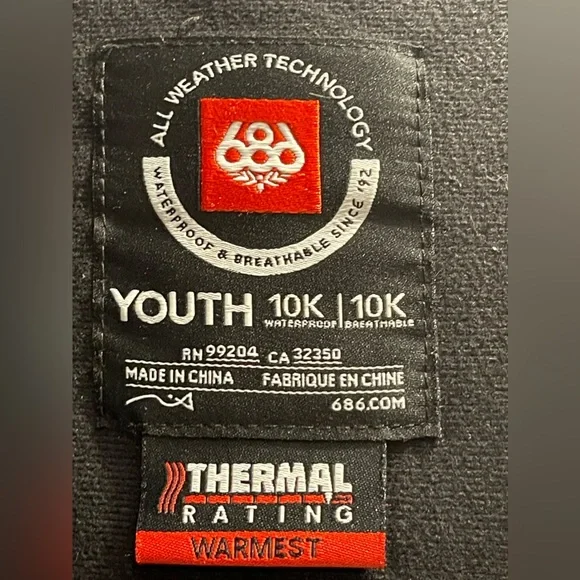 ALL WEATHER TECHNOLOGY
686
WATERPROOF & BREATHABLE SINCE '92
YOUTH 10K | 10K
WATERPROOF BREATHABLE
RN 99204 CA 32350
MADE IN CHINA FABRIQUE EN CHINE
686.COM
THERMAL
RATING
WARMEST